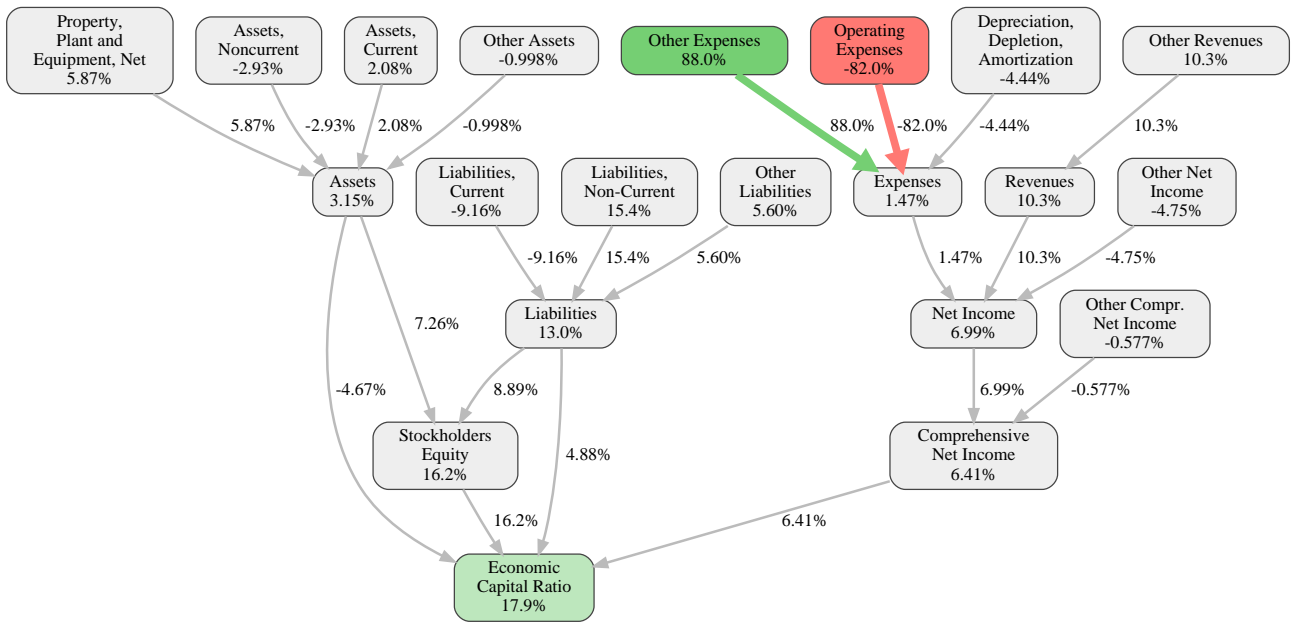 Property,
Plant and
Equipment, Net
5.87%
Assets,
Noncurrent
-2.93%
Assets,
Current
2.08%
Other Assets
-0.998%
Other Expenses
88.0%
Operating
Expenses
-82.0%
Depreciation,
Depletion,
Amortization
-4.44%
Other Revenues
10.3%
5.87%
-2.93%
2.08%
-0.998%
88.0%
-82.0%
-4.44%
10.3%
Assets
3.15%
Liabilities,
Current
-9.16%
Liabilities,
Non-Current
15.4%
Other
Liabilities
5.60%
Expenses
1.47%
Revenues
10.3%
Other Net
Income
-4.75%
-9.16%
15.4%
5.60%
1.47%
10.3%
-4.75%
7.26%
Liabilities
13.0%
Net Income
6.99%
Other Compr.
Net Income
-0.577%
-4.67%
8.89%
6.99%
-0.577%
Stockholders
Equity
16.2%
4.88%
Comprehensive
Net Income
6.41%
16.2%
6.41%
Economic
Capital Ratio
17.9%